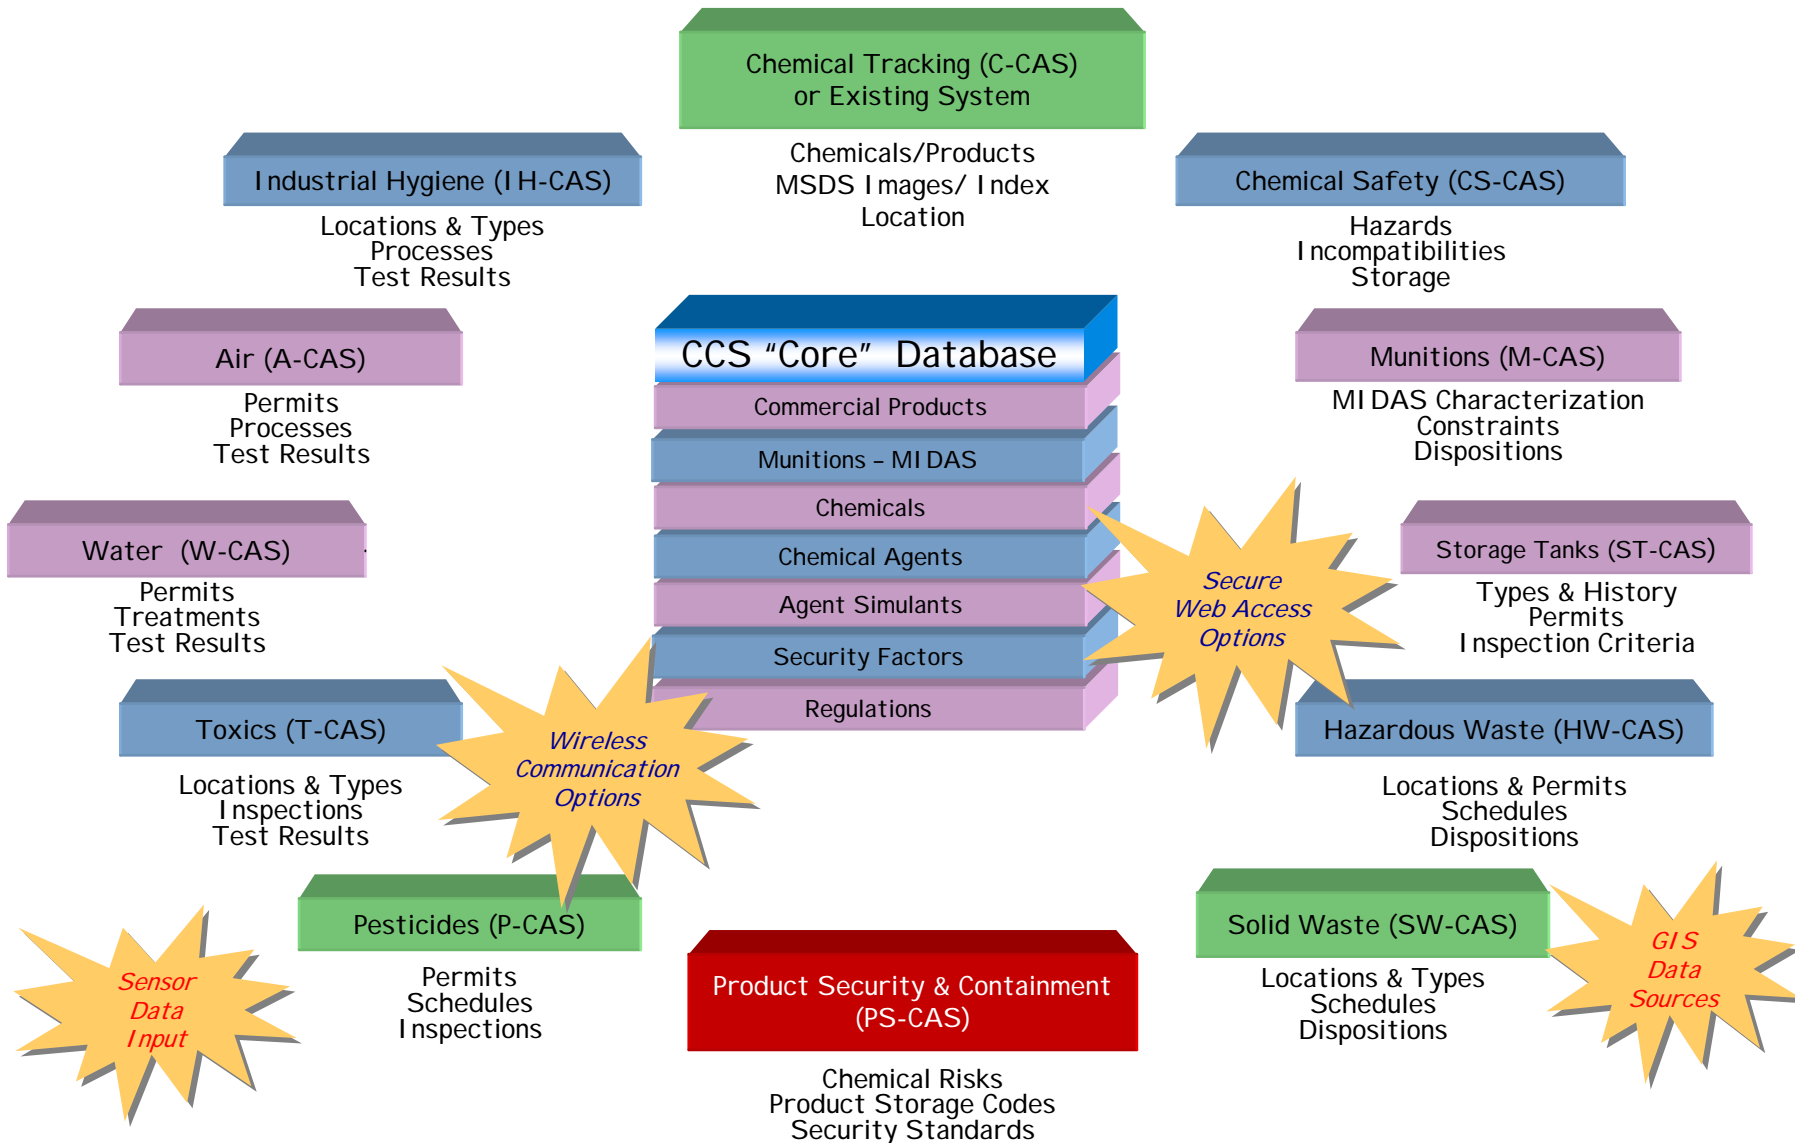 Chemical Tracking (C-CAS)
or Existing System
Chemicals/Products
MSDS Images/ Index
Location
Industrial Hygiene (IH-CAS)
Locations & Types
Processes
Test Results
Chemical Safety (CS-CAS)
Hazards
Incompatibilities
Storage
Air (A-CAS)
Permits
Processes
Test Results
CCS “Core” Database
Commercial Products
Munitions – MIDAS
Chemicals
Chemical Agents
Agent Simulants
Security Factors
Regulations
Munitions (M-CAS)
MIDAS Characterization
Constraints
Dispositions
Water (W-CAS)
Permits
Treatments
Test Results
Secure
Web Access
Options
Storage Tanks (ST-CAS)
Types & History
Permits
Inspection Criteria
Toxics (T-CAS)
Locations & Types
Inspections
Test Results
Wireless
Communication
Options
Hazardous Waste (HW-CAS)
Locations & Permits
Schedules
Dispositions
Pesticides (P-CAS)
Permits
Schedules
Inspections
Sensor
Data
Input
Product Security & Containment
(PS-CAS)
Chemical Risks
Product Storage Codes
Security Standards
Solid Waste (SW-CAS)
Locations & Types
Schedules
Dispositions
GIS
Data
Sources